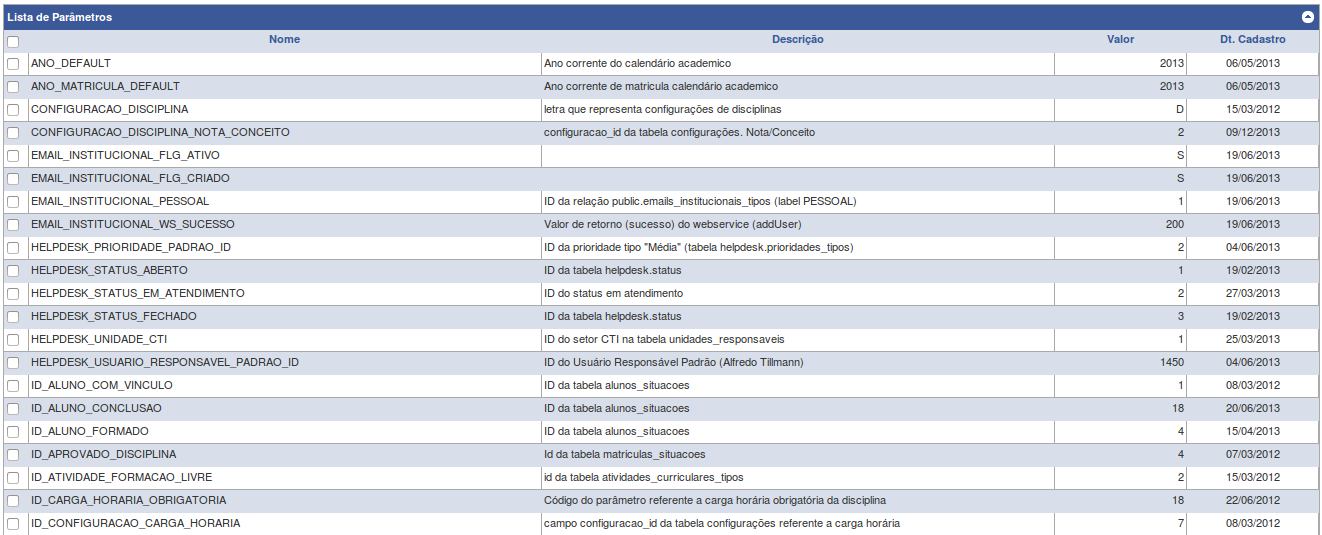 Lista de Parâmetros
Nome Descrição Valor Dt. Cadastro
ANO_DEFAULT Ano corrente do calendário academico 2013 06/05/2013
ANO_MATRICULA_DEFAULT Ano corrente de matricula calendário academico 2013 06/05/2013
CONFIGURACAO_DISCIPLINA letra que representa configurações de disciplinas D 15/03/2012
CONFIGURACAO_DISCIPLINA_NOTA_CONCEITO configuracao_id da tabela configurações. Nota/Conceito 2 09/12/2013
EMAIL_INSTITUCIONAL_FLG_ATIVO S 19/06/2013
EMAIL_INSTITUCIONAL_FLG_CRIADO S 19/06/2013
EMAIL_INSTITUCIONAL_PESSOAL ID da relação public.emails_institucionais_tipos (label PESSOAL) 1 19/06/2013
EMAIL_INSTITUCIONAL_WS_SUCESSO Valor de retorno (sucesso) do webservice (addUser) 200 19/06/2013
HELPDESK_PRIORIDADE_PADRAO_ID ID da prioridade tipo "Média" (tabela helpdesk.prioridades_tipos) 2 04/06/2013
HELPDESK_STATUS_ABERTO ID da tabela helpdesk.status 1 19/02/2013
HELPDESK_STATUS_EM_ATENDIMENTO ID do status em atendimento 2 27/03/2013
HELPDESK_STATUS_FECHADO ID da tabela helpdesk.status 3 19/02/2013
HELPDESK_UNIDADE_CTI ID do setor CTI na tabela unidades_responsaveis 1 25/03/2013
HELPDESK_USUARIO_RESPONSAVEL_PADRAO_ID ID do Usuário Responsável Padrão (Alfredo Tillmann) 1450 04/06/2013
ID_ALUNO_COM_VINCULO ID da tabela alunos_situacoes 1 08/03/2012
ID_ALUNO_CONCLUSAO ID da tabela alunos_situacoes 18 20/06/2013
ID_ALUNO_FORMADO ID da tabela alunos_situacoes 4 15/04/2013
ID_APROVADO_DISCIPLINA Id da tabela matriculas_situacoes 4 07/03/2012
ID_ATIVIDADE_FORMACAO_LIVRE id da tabela atividades_curriculares_tipos 2 15/03/2012
ID_CARGA_HORARIA_OBRIGATORIA Código do parâmetro referente a carga horária obrigatória da disciplina 18 22/06/2012
ID_CONFIGURACAO_CARGA_HORARIA campo configuracao_id da tabela configurações referente a carga horária 7 08/03/2012